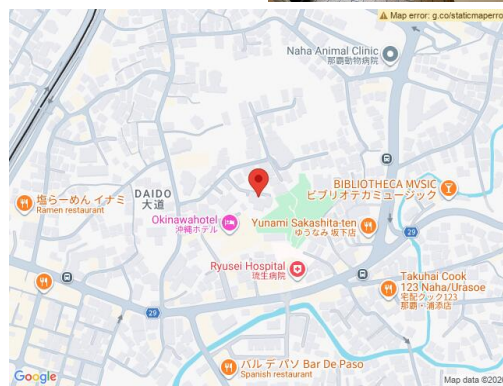 Map error: g.co/staticmaperro
Naha Animal Clinic
那覇動物病院
BIBLIOTHECA MVSIC
ビブリオテカミュージック
塩らーめん イナミ
Ramen restaurant
DAIDO
大道
Okinawahotel
沖縄ホテル
Yunami Sakashita-ten
ゆうなみ 坂下店
29
Ryusei Hospital
琉生病院
Takuhai Cook
123 Naha/Urasoe
宅配クック123
那覇・浦添店
29
バル デ パソ Bar De Paso
Spanish restaurant
Google
Map data ©202